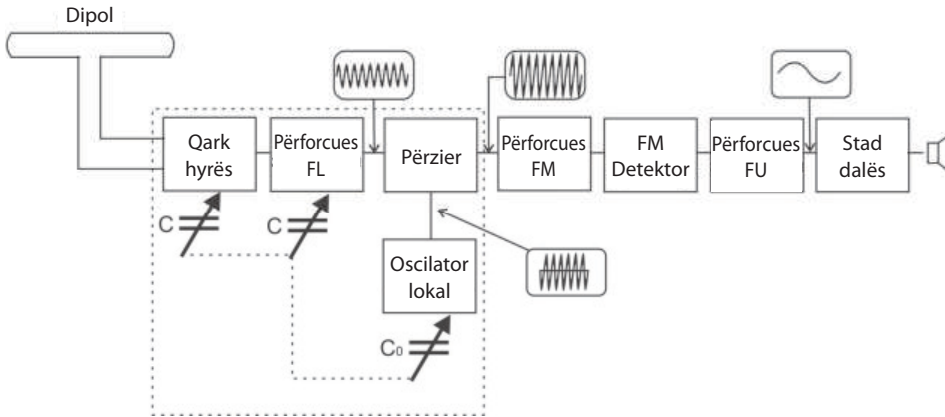 Dipol
Qark
hyrës
Përforcues
FL
Përzier
Përforcues
FM
FM
Detektor
Përforcues
FU
Stad
dalës
C
C
Oscilator
lokal
C₀